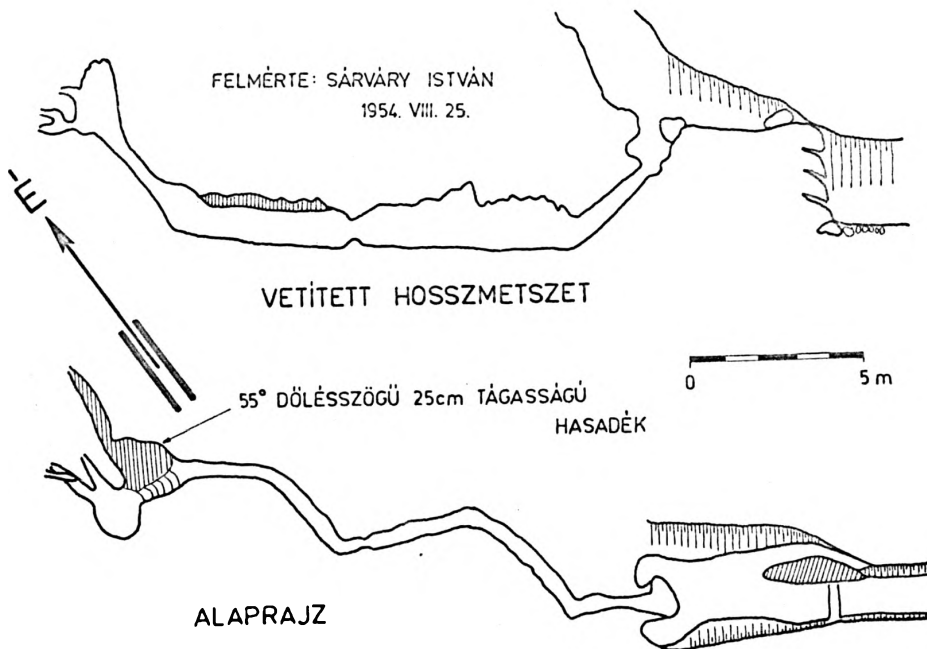 FELMÉRTE: SÁRVÁRY ISTVÁN
1954. VIII. 25.
É
VETÍTETT HOSSZMETSZET
0 5 m
55° DŐLÉSSZÖGŰ 25cm TÁGASSÁGÚ
HASADÉK
ALAPRAJZ